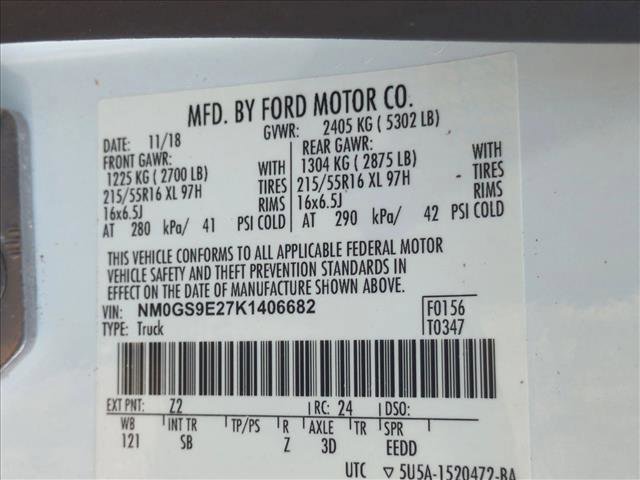 MFD. BY FORD MOTOR CO.
DATE: 11/18 GVWR: 2405 KG ( 5302 LB)
FRONT GAWR: REAR GAWR:
1225 KG ( 2700 LB) WITH 1304 KG ( 2875 LB) WITH
215/55R16 XL 97H TIRES 215/55R16 XL 97H TIRES
16x6.5J RIMS 16x6.5J RIMS
AT 280 kPa/ 41 PSI COLD AT 290 kPa/ 42 PSI COLD
THIS VEHICLE CONFORMS TO ALL APPLICABLE FEDERAL MOTOR
VEHICLE SAFETY AND THEFT PREVENTION STANDARDS IN
EFFECT ON THE DATE OF MANUFACTURE SHOWN ABOVE.
VIN: NM0GS9E27K1406682 F0156
TYPE: Truck T0347
EXT PNT: Z2 RC: 24 DSO:
WB INT TR TP/PS R AXLE TR SPR
121 SB Z 3D EEDD
UTC ▽ 5U5A-1520472-BA